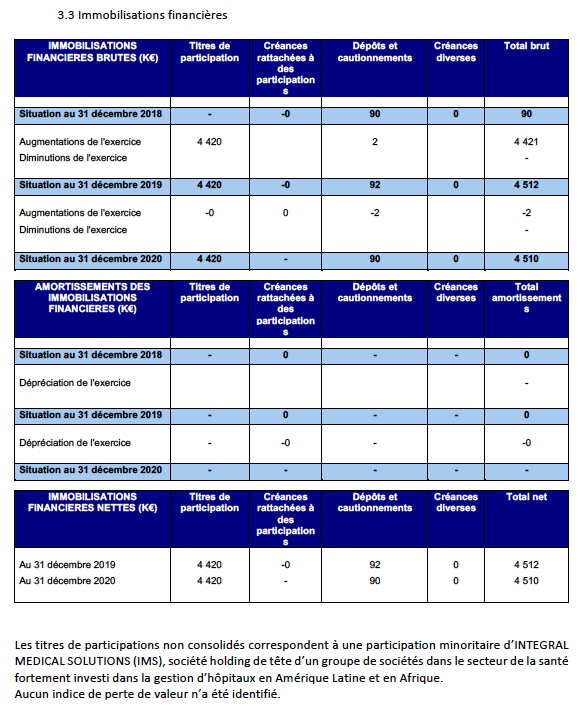 3.3 Immobilisations financières
IMMOBILISATIONS FINANCIERES BRUTES (K€) Titres de participation Créances rattachées à des participation s Dépôts et cautionnements Créances diverses Total brut
Situation au 31 décembre 2018 - -0 90 0 90
Augmentations de l'exercice 4 420 2 4 421
Diminutions de l'exercice -
Situation au 31 décembre 2019 4 420 -0 92 0 4 512
Augmentations de l'exercice -0 0 -2 -2
Diminutions de l'exercice -
Situation au 31 décembre 2020 4 420 - 90 0 4 510
AMORTISSEMENTS DES IMMOBILISATIONS FINANCIERES (K€) Titres de participation Créances rattachées à des participation s Dépôts et cautionnements Créances diverses Total amortissement s
Situation au 31 décembre 2018 - 0 - - 0
Dépréciation de l'exercice -
Situation au 31 décembre 2019 - 0 - - 0
Dépréciation de l'exercice - -0 - -0
Situation au 31 décembre 2020 - - - - -
IMMOBILISATIONS FINANCIERES NETTES (K€) Titres de participation Créances rattachées à des participation s Dépôts et cautionnements Créances diverses Total net
Au 31 décembre 2019 4 420 -0 92 0 4 512
Au 31 décembre 2020 4 420 - 90 0 4 510
Les titres de participations non consolidés correspondent à une participation minoritaire d'INTEGRAL
MEDICAL SOLUTIONS (IMS), société holding de tête d'un groupe de sociétés dans le secteur de la santé
fortement investi dans la gestion d'hôpitaux en Amérique Latine et en Afrique.
Aucun indice de perte de valeur n'a été identifié.